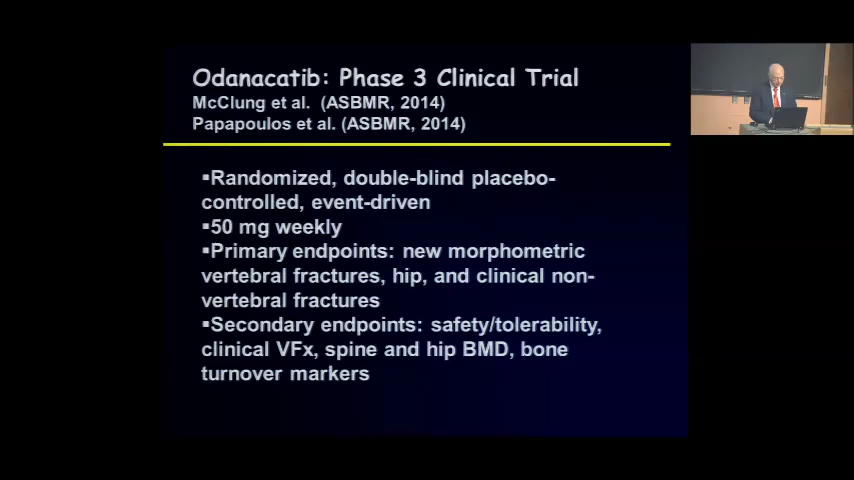 Odanacatib: Phase 3 Clinical Trial
McClung et al. (ASBMR, 2014)
Papapoulos et al. (ASBMR, 2014)
▪Randomized, double-blind placebo-
controlled, event-driven
▪50 mg weekly
▪Primary endpoints: new morphometric
vertebral fractures, hip, and clinical non-
vertebral fractures
▪Secondary endpoints: safety/tolerability,
clinical VFx, spine and hip BMD, bone
turnover markers